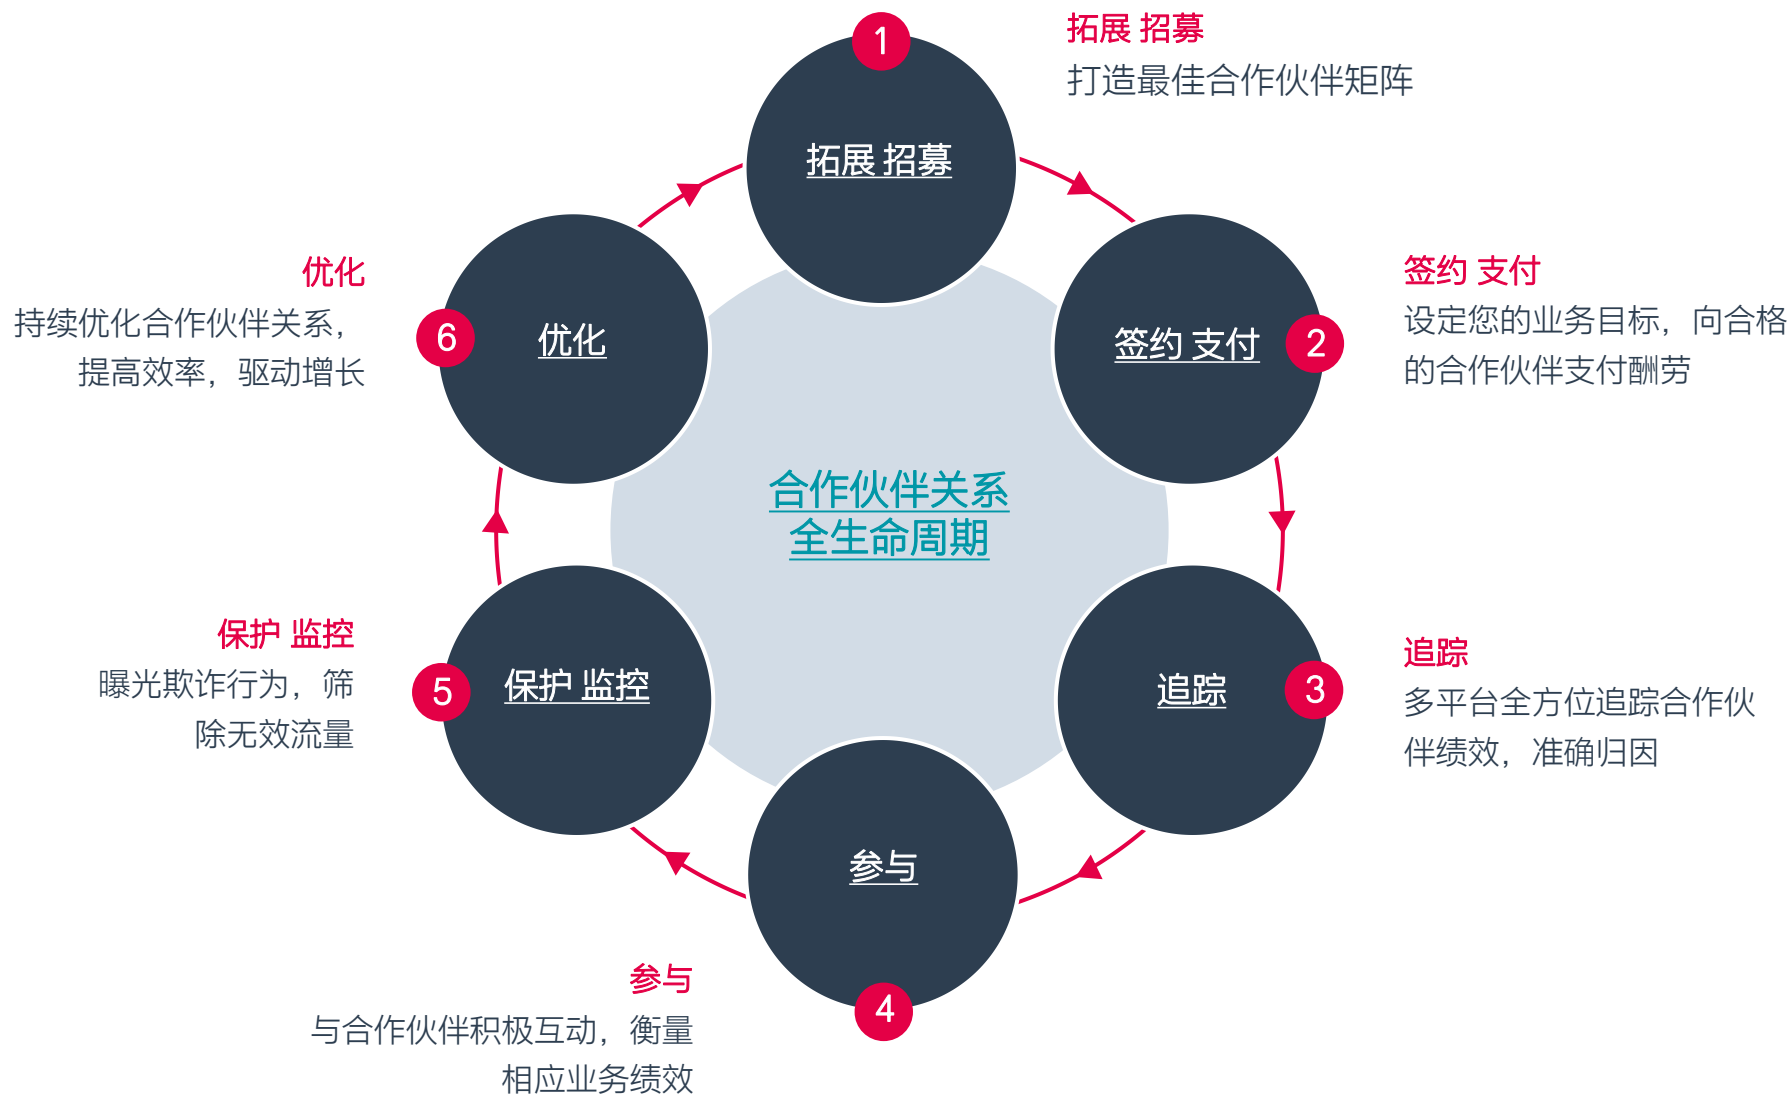 1
拓展 招募
打造最佳合作伙伴矩阵
拓展 招募
签约 支付
2
签约 支付
设定您的业务目标，向合格
的合作伙伴支付酬劳
追踪
3
追踪
多平台全方位追踪合作伙
伴绩效，准确归因
参与
4
参与
与合作伙伴积极互动，衡量
相应业务绩效
保护 监控
5
保护 监控
曝光欺诈行为，筛
除无效流量
优化
6
优化
持续优化合作伙伴关系，
提高效率，驱动增长
合作伙伴关系
全生命周期